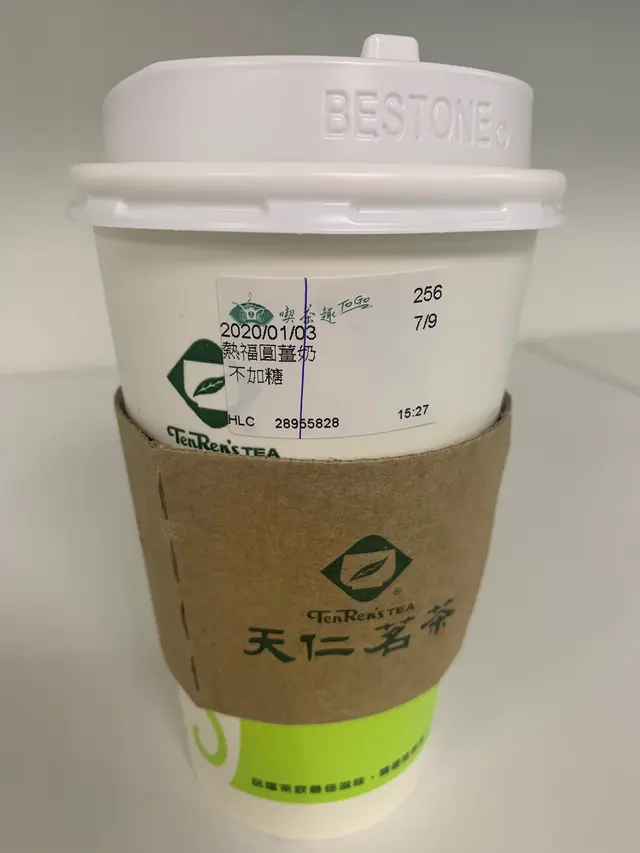 BESTONE®
喫茶趣 ToGo
256
2020/01/03
7/9
熱福圓薑奶
不加糖
HLC 28955828
15:27
TenRen's TEA
TenRen's TEA
天仁茗茶